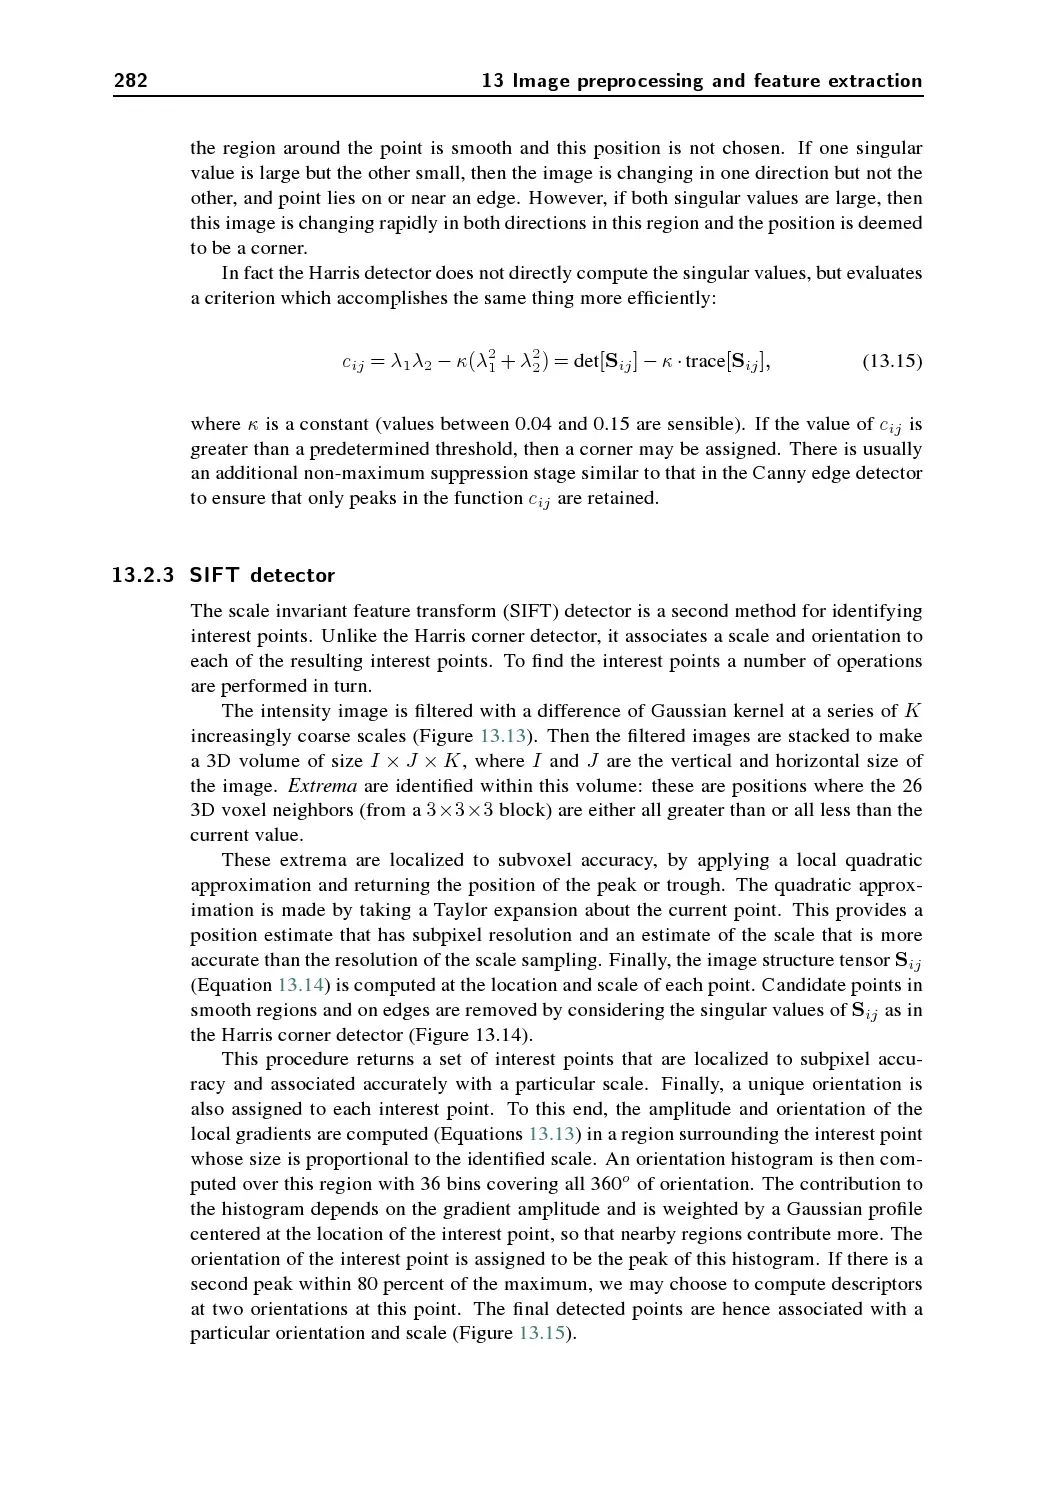 282 13 Image preprocessing and feature extraction
the region around the point is smooth and this position is not chosen. If one singular
value is large but the other small, then the image is changing in one direction but not the
other, and point lies on or near an edge. However, if both singular values are large, then
this image is changing rapidly in both directions in this region and the position is deemed
to be a corner.
In fact the Harris detector does not directly compute the singular values, but evaluates
a criterion which accomplishes the same thing more efficiently:
c_{ij} = λ_1λ_2 − κ(λ_1^2 + λ_2^2) = det[S_{ij}] − κ · trace[S_{ij}], (13.15)
where κ is a constant (values between 0.04 and 0.15 are sensible). If the value of c_{ij} is
greater than a predetermined threshold, then a corner may be assigned. There is usually
an additional non-maximum suppression stage similar to that in the Canny edge detector
to ensure that only peaks in the function c_{ij} are retained.
13.2.3 SIFT detector
The scale invariant feature transform (SIFT) detector is a second method for identifying
interest points. Unlike the Harris corner detector, it associates a scale and orientation to
each of the resulting interest points. To find the interest points a number of operations
are performed in turn.
The intensity image is filtered with a difference of Gaussian kernel at a series of K
increasingly coarse scales (Figure 13.13). Then the filtered images are stacked to make
a 3D volume of size I × J × K, where I and J are the vertical and horizontal size of
the image. Extrema are identified within this volume: these are positions where the 26
3D voxel neighbors (from a 3×3×3 block) are either all greater than or all less than the
current value.
These extrema are localized to subvoxel accuracy, by applying a local quadratic
approximation and returning the position of the peak or trough. The quadratic approx-
imation is made by taking a Taylor expansion about the current point. This provides a
position estimate that has subpixel resolution and an estimate of the scale that is more
accurate than the resolution of the scale sampling. Finally, the image structure tensor S_{ij}
(Equation 13.14) is computed at the location and scale of each point. Candidate points in
smooth regions and on edges are removed by considering the singular values of S_{ij} as in
the Harris corner detector (Figure 13.14).
This procedure returns a set of interest points that are localized to subpixel accu-
racy and associated accurately with a particular scale. Finally, a unique orientation is
also assigned to each interest point. To this end, the amplitude and orientation of the
local gradients are computed (Equations 13.13) in a region surrounding the interest point
whose size is proportional to the identified scale. An orientation histogram is then com-
puted over this region with 36 bins covering all 360^o of orientation. The contribution to
the histogram depends on the gradient amplitude and is weighted by a Gaussian profile
centered at the location of the interest point, so that nearby regions contribute more. The
orientation of the interest point is assigned to be the peak of this histogram. If there is a
second peak within 80 percent of the maximum, we may choose to compute descriptors
at two orientations at this point. The final detected points are hence associated with a
particular orientation and scale (Figure 13.15).